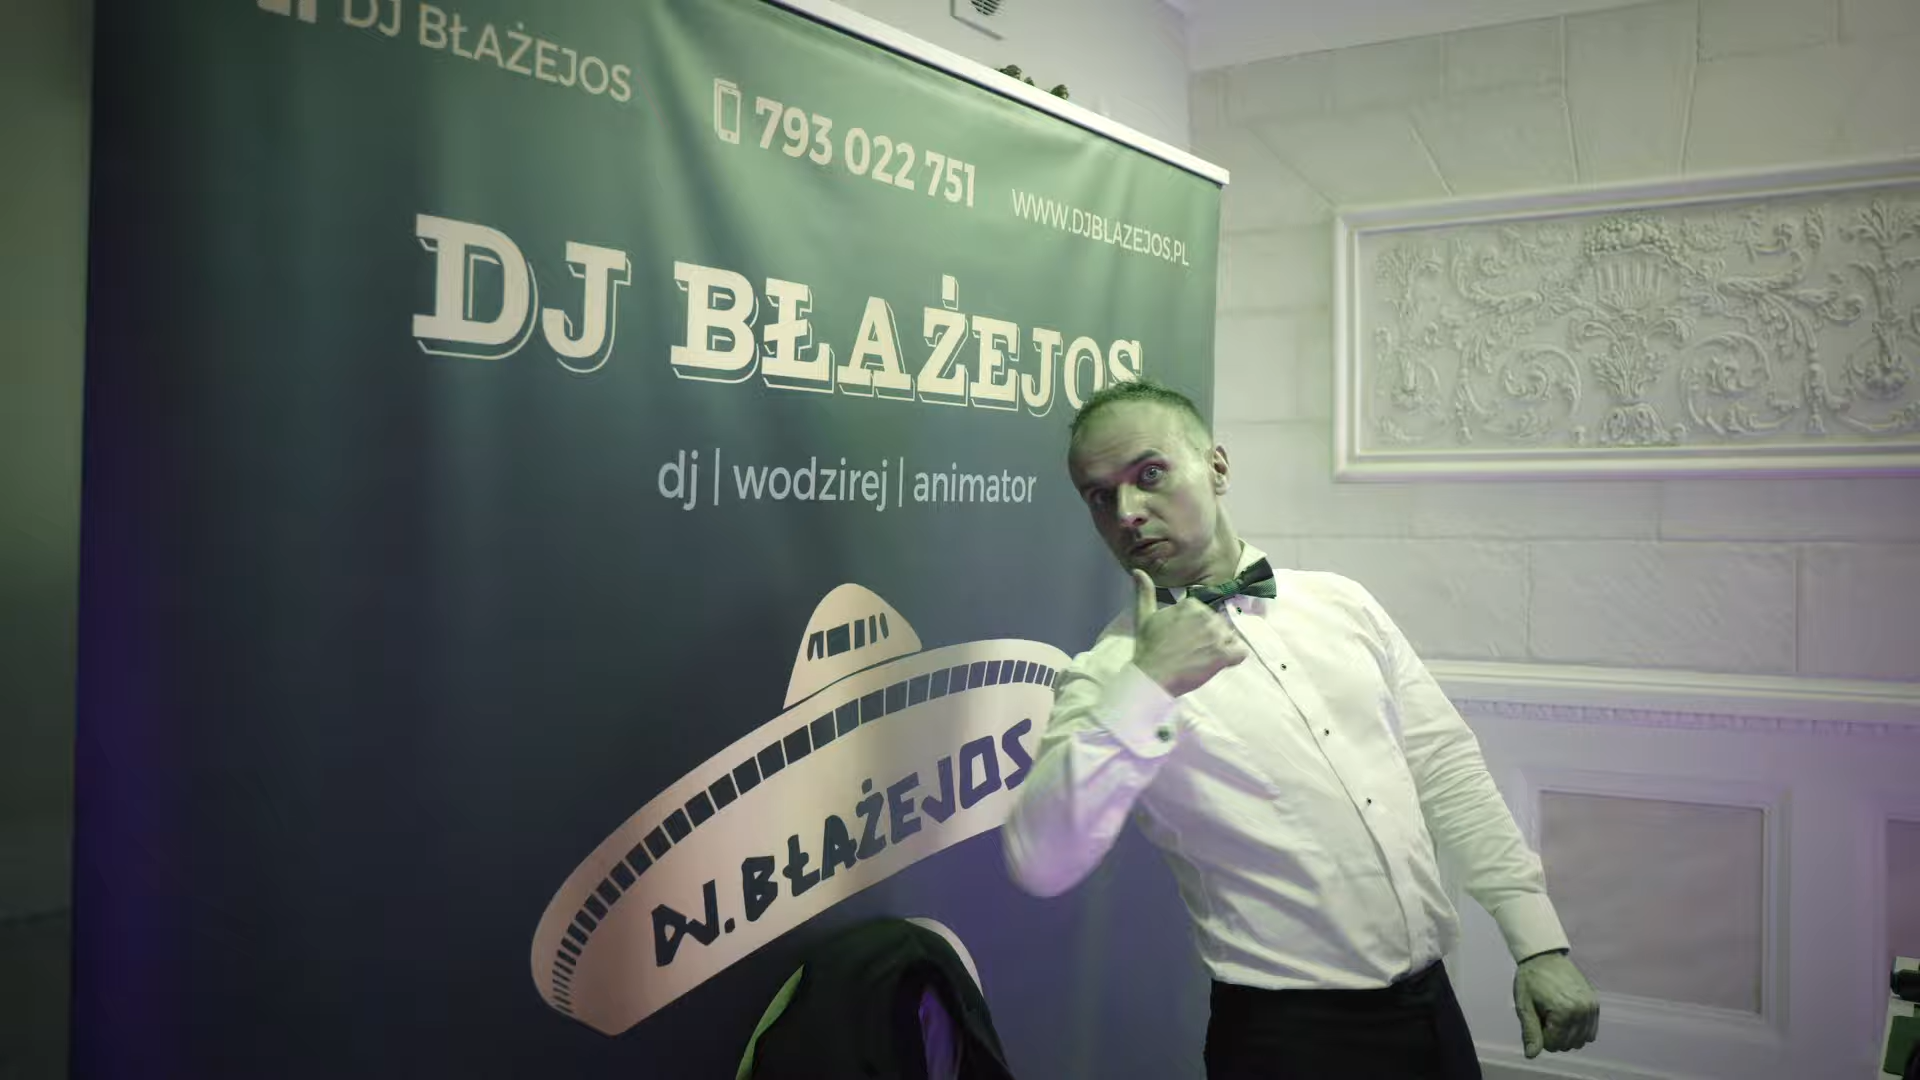 DJ BŁAŻEJOS
793 022 751
WWW.DJBLAZEJOS.PL
DJ BŁAŻEJOS
dj | wodzirej | animator
DJ. BŁAŻEJOS